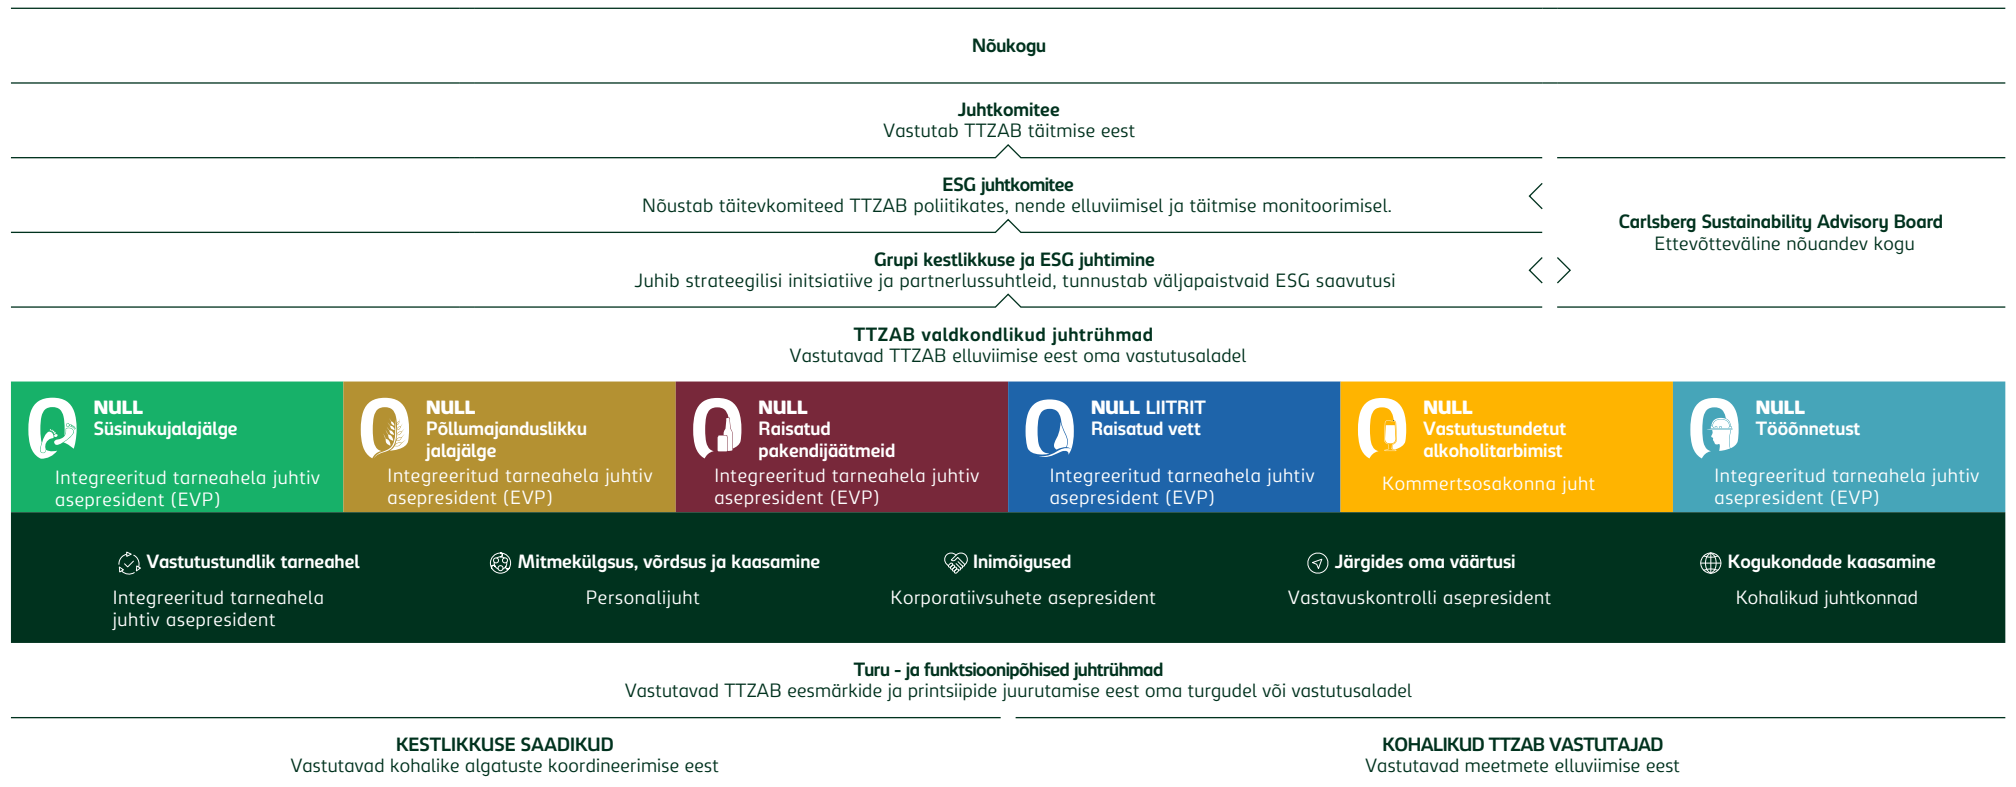 Nõukogu
Juhtkomitee
Vastutab TTZAB täitmise eest
ESG juhtkomitee
Nõustab täitevkomiteed TTZAB poliitikates, nende elluviimisel ja täitmise monitoorimisel.
Carlsberg Sustainability Advisory Board
Ettevõtteväline nõuandev kogu
Grupi kestlikkuse ja ESG juhtimine
Juhib strateegilisi initsiatiive ja partnerlussuhtleid, tunnustab väljapaistvaid ESG saavutusi
TTZAB valdkondlikud juhtrühmad
Vastutavad TTZAB elluviimise eest oma vastutusaladel
NULL
Süsinukujalajälge
Integreeritud tarneahela juhtiv
asepresident (EVP)
NULL
Põllumajanduslikku
jalajälge
Integreeritud tarneahela juhtiv
asepresident (EVP)
NULL
Raisatud
pakendijäätmeid
Integreeritud tarneahela juhtiv
asepresident (EVP)
NULL LIITRIT
Raisatud vett
Integreeritud tarneahela juhtiv
asepresident (EVP)
NULL
Vastutustundetut
alkoholitarbimist
Kommertsosakonna juht
NULL
Tööõnnetust
Integreeritud tarneahela juhtiv
asepresident (EVP)
Vastutustundlik tarneahel
Integreeritud tarneahela
juhtiv asepresident
Mitmekülgsus, võrdsus ja kaasamine
Personalijuht
Inimõigused
Korporatiivsuhete asepresident
Järgides oma väärtusi
Vastavuskontrolli asepresident
Kogukondade kaasamine
Kohalikud juhtkonnad
Turu - ja funktsioonipõhised juhtrühmad
Vastutavad TTZAB eesmärkide ja printsiipide juurutamise eest oma turgudel või vastutusaladel
KESTLIKKUSE SAADIKUD
Vastutavad kohalike algatuste koordineerimise eest
KOHALIKUD TTZAB VASTUTAJAD
Vastutavad meetmete elluviimise eest